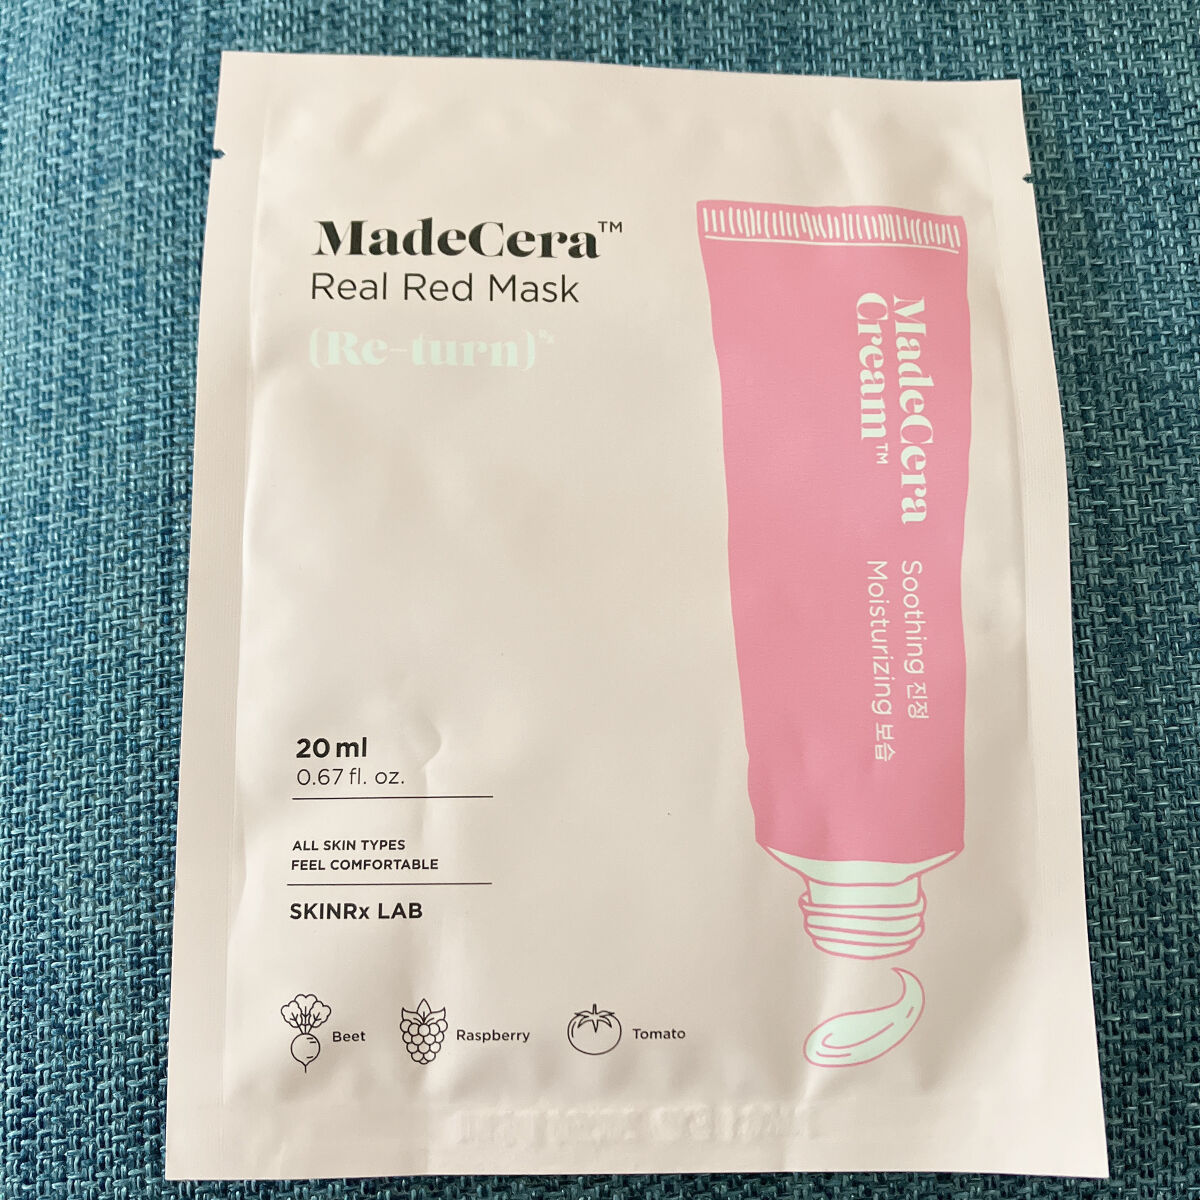 MadeCera™
Real Red Mask
(Re-turn)Rx
MadeCera
Cream™
Soothing 진정
Moisturizing 보습
20 ml
0.67 fl. oz.
ALL SKIN TYPES
FEEL COMFORTABLE
SKINRx LAB
Beet
Raspberry
Tomato